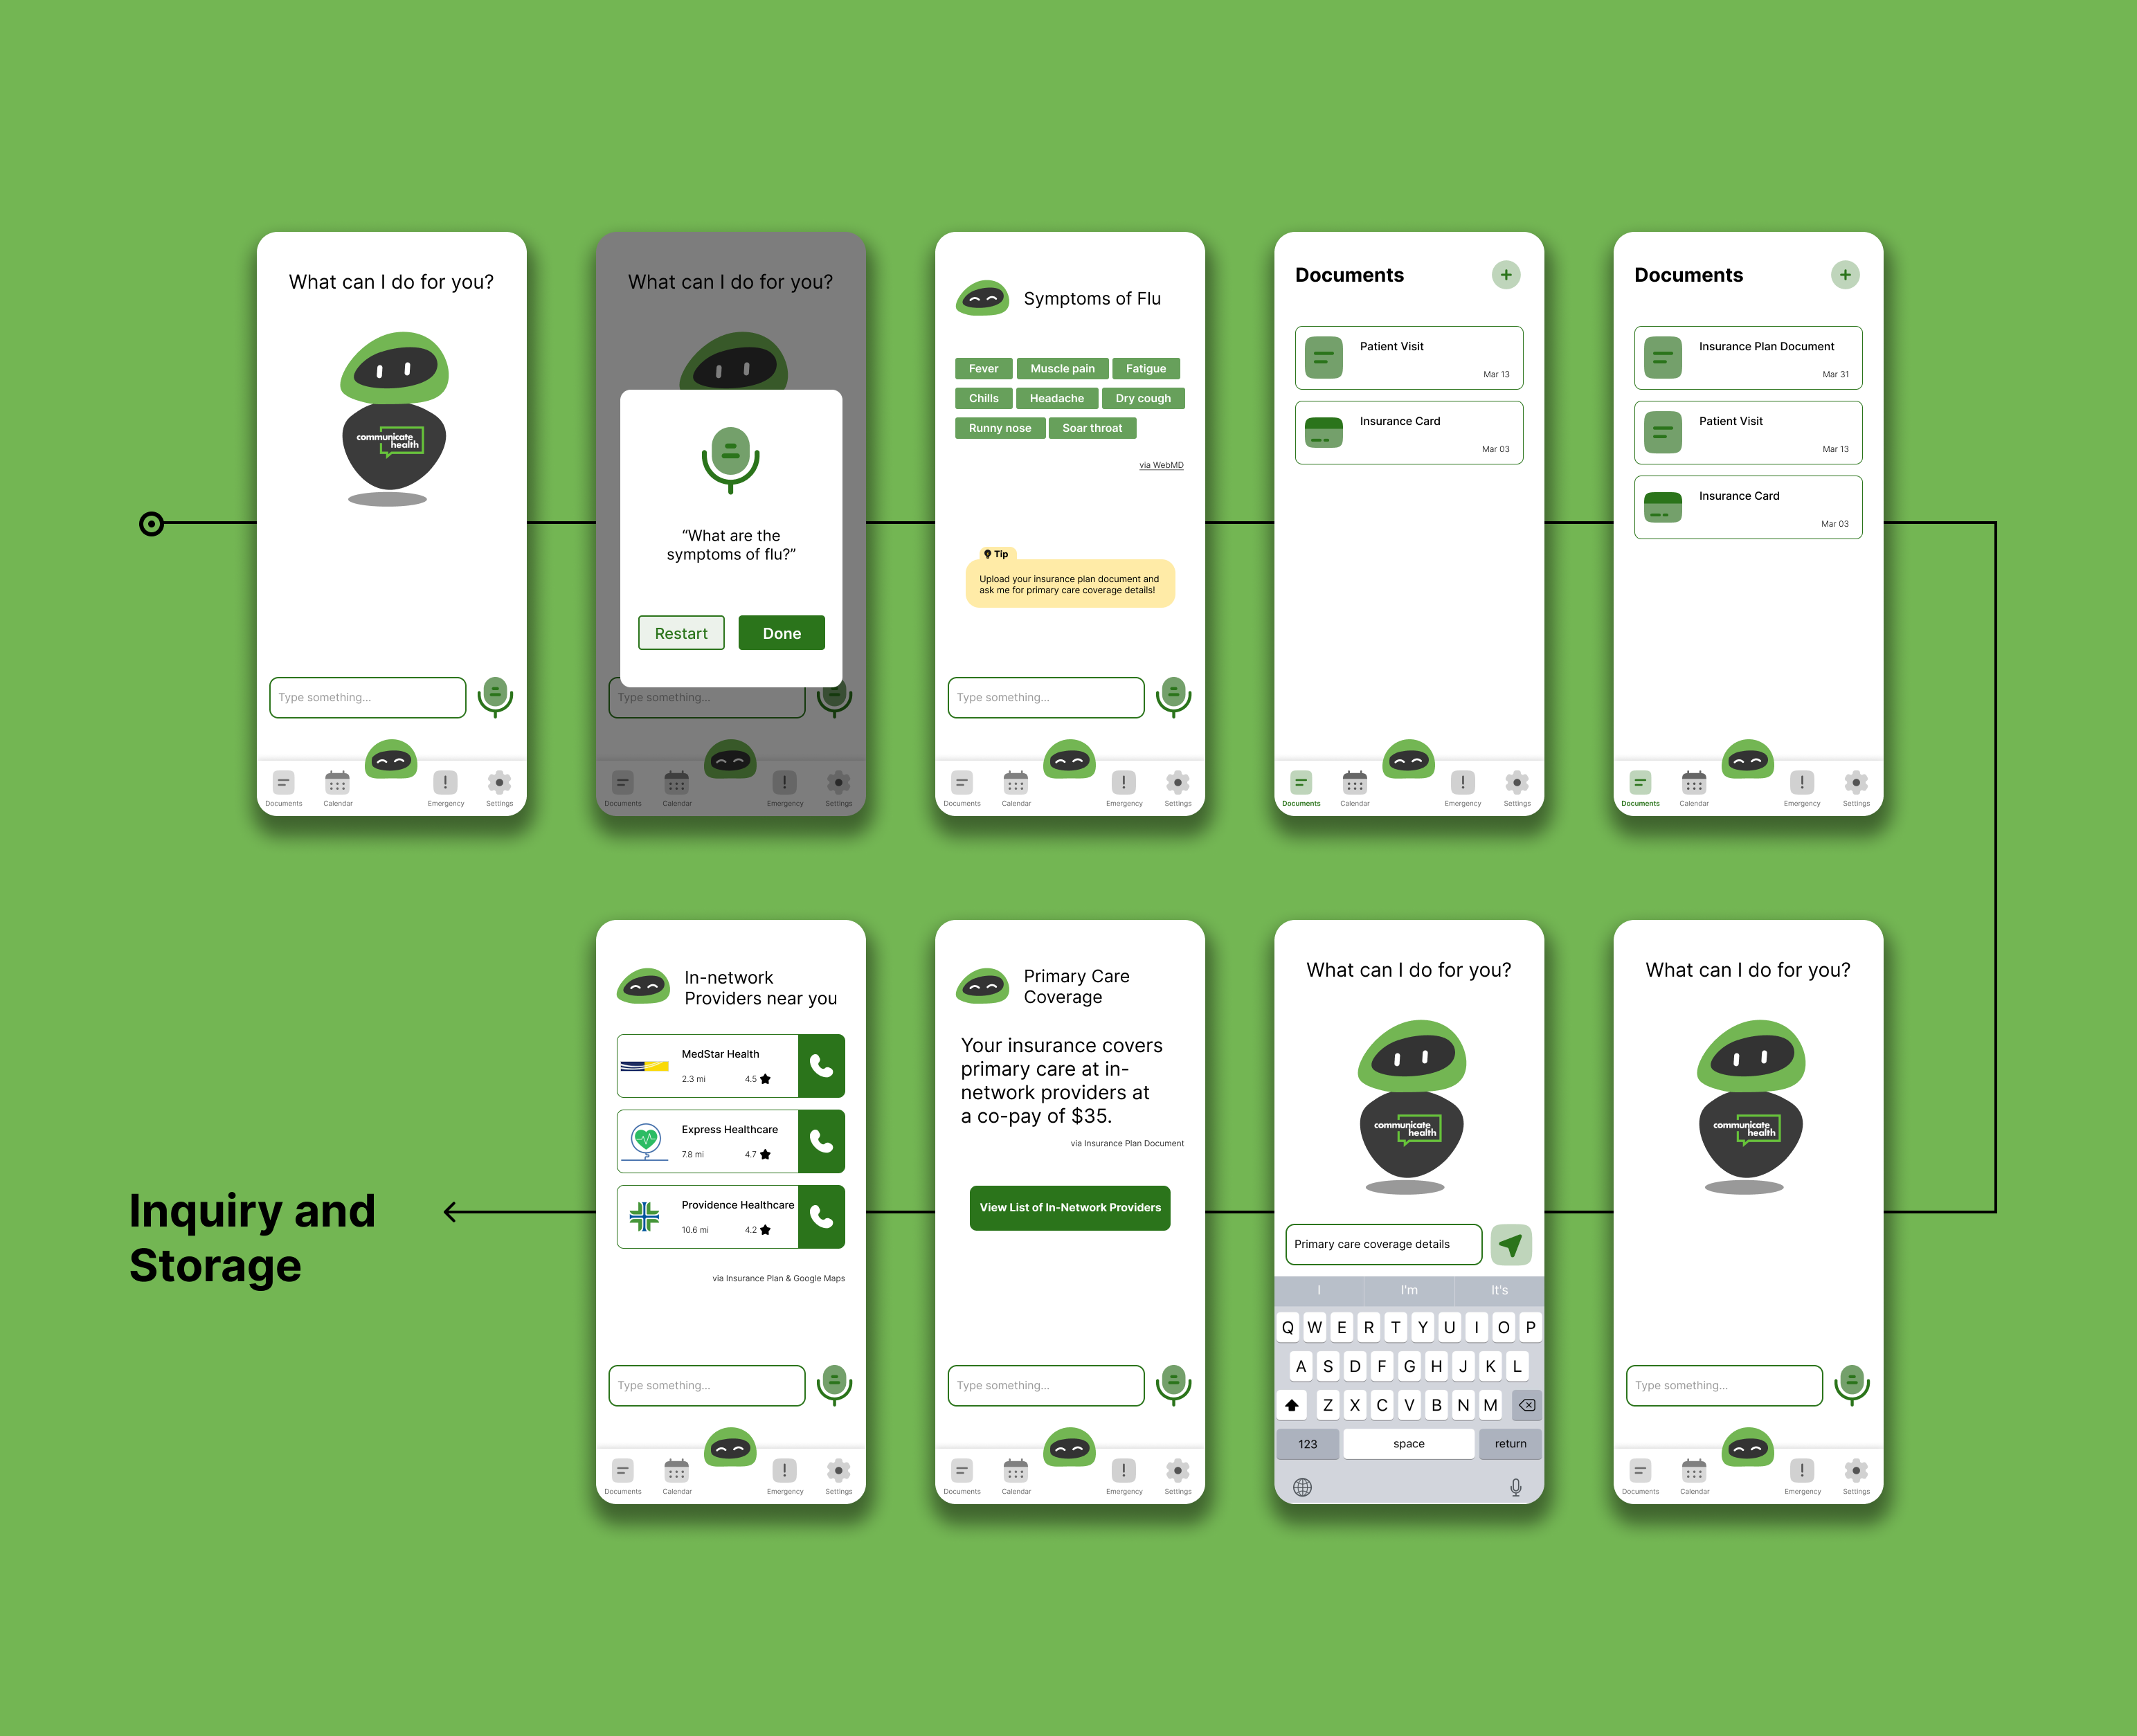 What can I do for you?
communicate
health
Type something...
Documents
Calendar
Emergency
Settings
What can I do for you?
“What are the
symptoms of flu?”
Restart
Done
Type something...
Documents
Calendar
Emergency
Settings
Symptoms of Flu
Fever
Muscle pain
Fatigue
Chills
Headache
Dry cough
Runny nose
Soar throat
via WebMD
Tip
Upload your insurance plan document and
ask me for primary care coverage details!
Type something...
Documents
Calendar
Emergency
Settings
Documents
Patient Visit
Mar 13
Insurance Card
Mar 03
Documents
Calendar
Emergency
Settings
Documents
Insurance Plan Document
Mar 31
Patient Visit
Mar 13
Insurance Card
Mar 03
Documents
Calendar
Emergency
Settings
What can I do for you?
communicate
health
Type something...
Documents
Calendar
Emergency
Settings
What can I do for you?
communicate
health
Primary care coverage details
I
I'm
It's
Q W E R T Y U I O P
A S D F G H J K L
Z X C V B N M
123
space
return
Primary Care
Coverage
Your insurance covers
primary care at in-
network providers at
a co-pay of $35.
via Insurance Plan Document
View List of In-Network Providers
Type something...
Documents
Calendar
Emergency
Settings
In-network
Providers near you
MedStar Health
2.3 mi
4.5
Express Healthcare
7.8 mi
4.7
Providence Healthcare
10.6 mi
4.2
via Insurance Plan & Google Maps
Type something...
Documents
Calendar
Emergency
Settings
Inquiry and
Storage